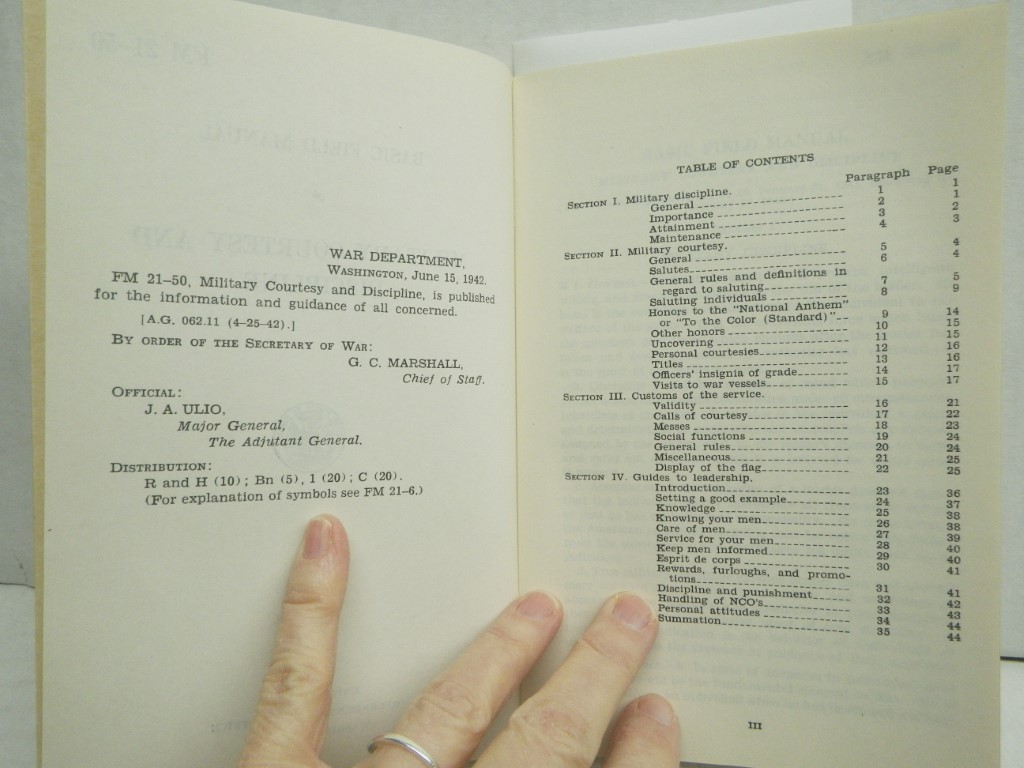 WAR DEPARTMENT,
WASHINGTON, June 15, 1942.
FM 21–50, Military Courtesy and Discipline, is published
for the information and guidance of all concerned.
[A.G. 062.11 (4–25–42).]
BY ORDER OF THE SECRETARY OF WAR:
G. C. MARSHALL,
Chief of Staff.
OFFICIAL:
J. A. ULIO,
Major General,
The Adjutant General.
DISTRIBUTION:
R and H (10); Bn (5), 1 (20); C (20).
(For explanation of symbols see FM 21–6.)
TABLE OF CONTENTS
Paragraph Page
SECTION I. Military discipline.
General 1 1
Importance 2 1
Attainment 3 2
Maintenance 4 3
SECTION II. Military courtesy.
General 5 4
Salutes 6 4
General rules and definitions in
regard to saluting 7 5
Saluting individuals 8 9
Honors to the "National Anthem"
or "To the Color (Standard)" 9 14
Other honors 10 15
Uncovering 11 15
Personal courtesies 12 16
Titles 13 16
Officers' insignia of grade 14 17
Visits to war vessels 15 17
SECTION III. Customs of the service.
Validity 16 21
Calls of courtesy 17 22
Messes 18 23
Social functions 19 24
General rules 20 24
Miscellaneous 21 25
Display of the flag 22 25
SECTION IV. Guides to leadership.
Introduction 23 36
Setting a good example 24 37
Knowledge 25 38
Knowing your men 26 38
Care of men 27 39
Service for your men 28 40
Keep men informed 29 40
Esprit de corps 30 41
Rewards, furloughs, and promo-
tions 31 41
Discipline and punishment 32 42
Handling of NCO's 33 43
Personal attitudes 34 44
Summation 35 44
III